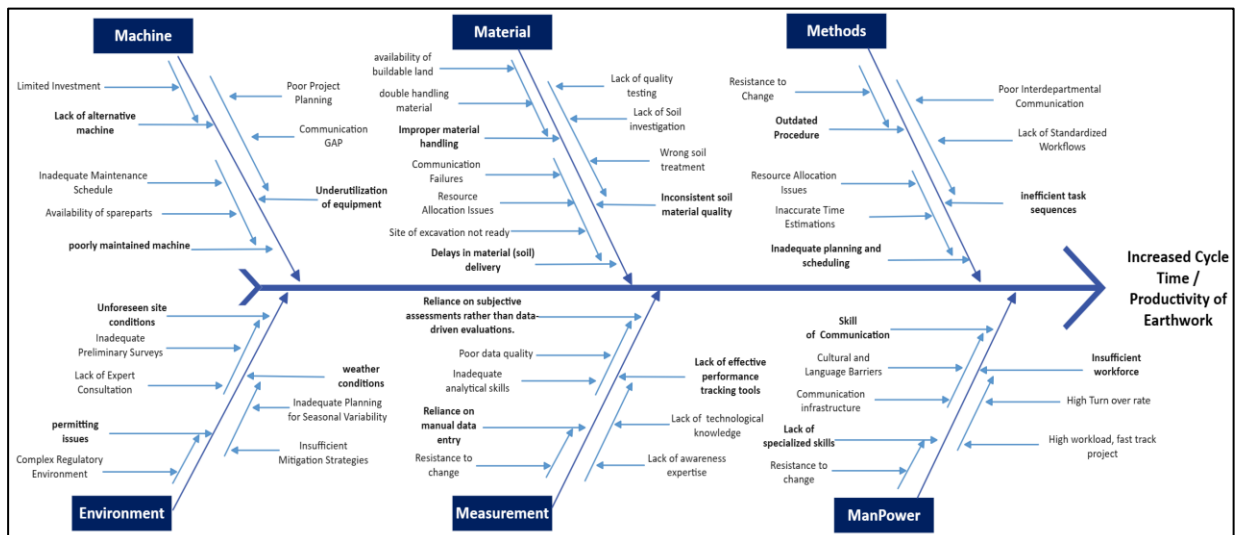 Machine
Limited Investment
Lack of alternative
machine
Inadequate Maintenance
Schedule
Availability of spareparts
poorly maintained machine
Poor Project
Planning
Communication
GAP
Underutilization
of equipment
Material
availability of
buildable land
double handling
material
Improper material
handling
Communication
Failures
Resource
Allocation Issues
Site of excavation not ready
Delays in material (soil)
delivery
Lack of quality
testing
Lack of Soil
investigation
Wrong soil
treatment
Inconsistent soil
material quality
Methods
Resistance to
Change
Outdated
Procedure
Resource Allocation
Issues
Inaccurate Time
Estimations
Inadequate planning and
scheduling
Poor Interdepartmental
Communication
Lack of Standardized
Workflows
inefficient task
sequences
Increased Cycle
Time /
Productivity of
Earthwork
Unforeseen site
conditions
Inadequate
Preliminary Surveys
Lack of Expert
Consultation
permitting
issues
Complex Regulatory
Environment
weather
conditions
Inadequate Planning
for Seasonal Variability
Insufficient
Mitigation Strategies
Environment
Reliance on subjective
assessments rather than data-
driven evaluations.
Poor data quality
Inadequate
analytical skills
Reliance on
manual data
entry
Resistance to
change
Lack of effective
performance
tracking tools
Lack of technological
knowledge
Lack of awareness
expertise
Measurement
Skill
of Communication
Cultural and
Language Barriers
Communication
infrastructure
Lack of
specialized skills
Resistance to
change
Insufficient
workforce
High Turn over rate
High workload, fast track
project
ManPower